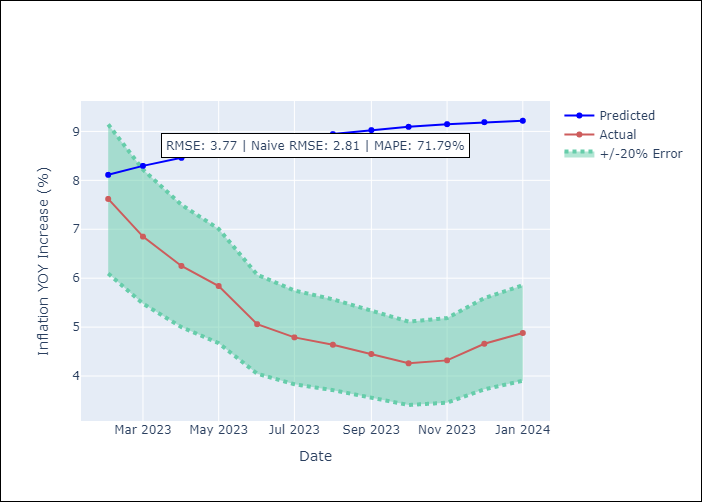 Predicted
Actual
+/-20% Error
RMSE: 3.77 | Naive RMSE: 2.81 | MAPE: 71.79%
9
8
7
6
5
4
Inflation YOY Increase (%)
Mar 2023 May 2023 Jul 2023 Sep 2023 Nov 2023 Jan 2024
Date